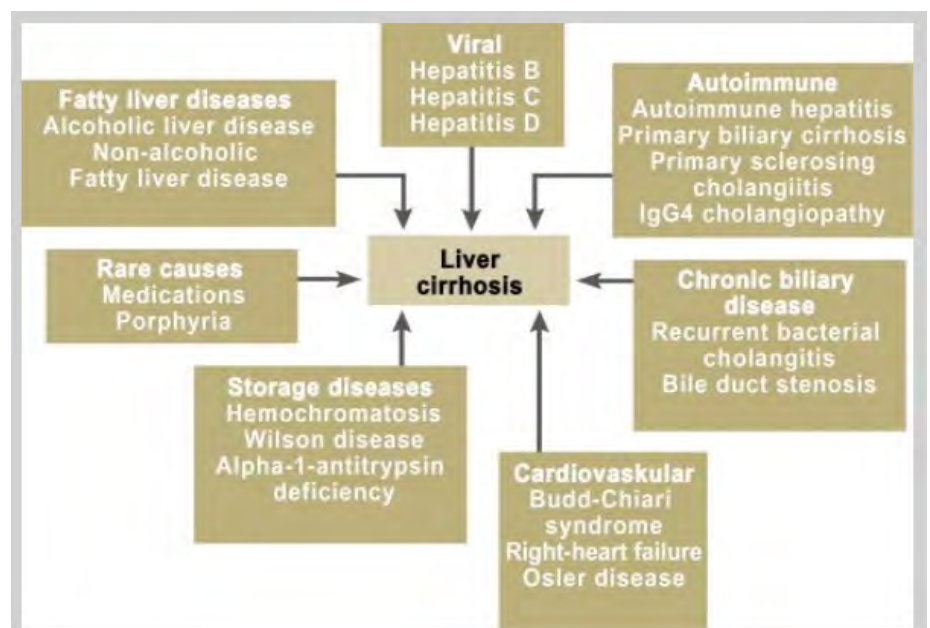 Viral
Hepatitis B
Hepatitis C
Hepatitis D
Fatty liver diseases
Alcoholic liver disease
Non-alcoholic
Fatty liver disease
Autoimmune
Autoimmune hepatitis
Primary biliary cirrhosis
Primary sclerosing
cholangiitis
IgG4 cholangiopathy
Liver
cirrhosis
Rare causes
Medications
Porphyria
Chronic biliary
disease
Recurrent bacterial
cholangitis
Bile duct stenosis
Storage diseases
Hemochromatosis
Wilson disease
Alpha-1-antitrypsin
deficiency
Cardiovaskular
Budd-Chiari
syndrome
Right-heart failure
Osler disease